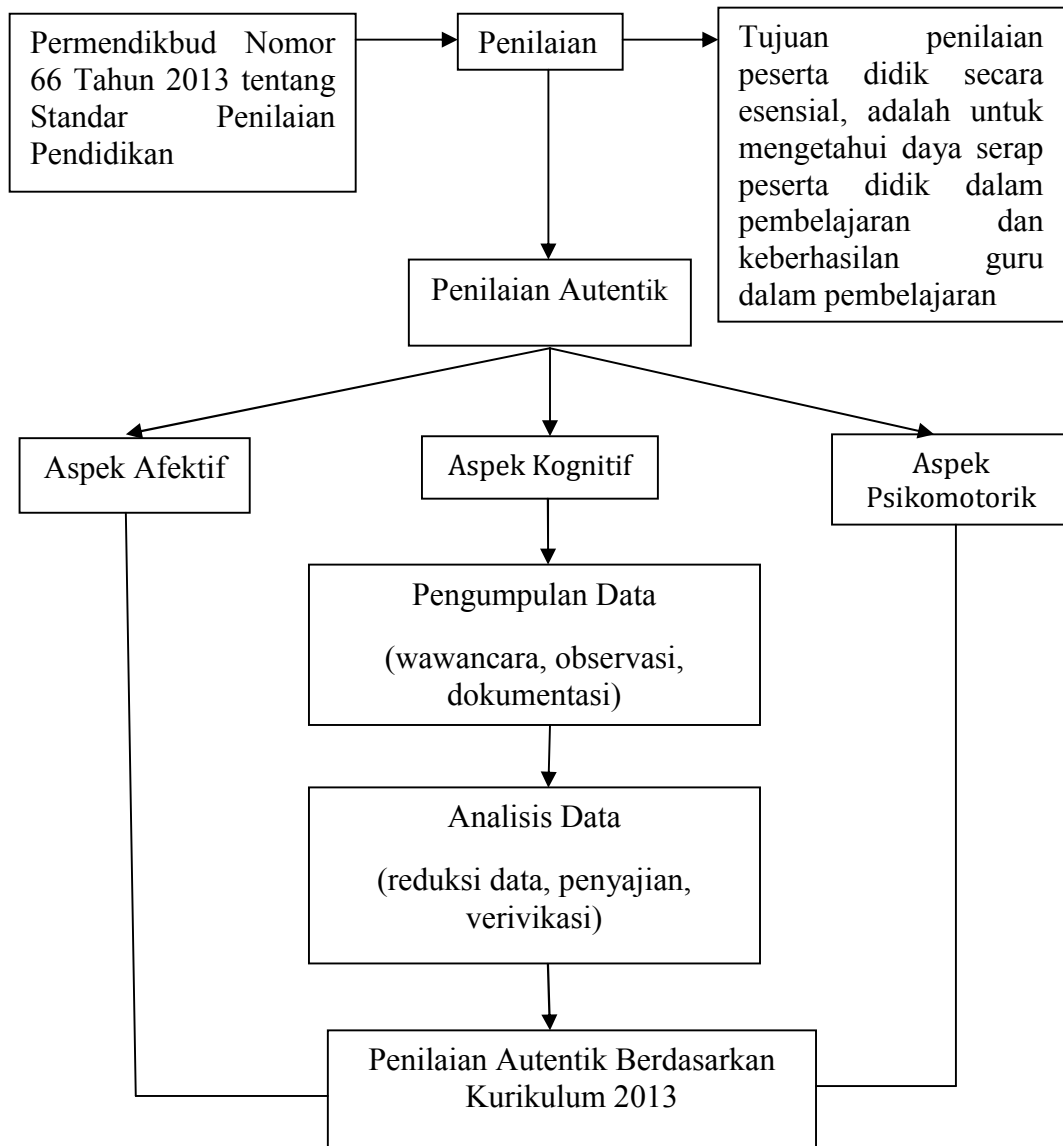 Permendikbud Nomor
66 Tahun 2013 tentang
Standar Penilaian
Pendidikan
Penilaian
Tujuan penilaian
peserta didik secara
esensial, adalah untuk
mengetahui daya serap
peserta didik dalam
pembelajaran dan
keberhasilan guru
dalam pembelajaran
Penilaian Autentik
Aspek Afektif
Aspek Kognitif
Aspek
Psikomotorik
Pengumpulan Data
(wawancara, observasi,
dokumentasi)
Analisis Data
(reduksi data, penyajian,
verivikasi)
Penilaian Autentik Berdasarkan
Kurikulum 2013